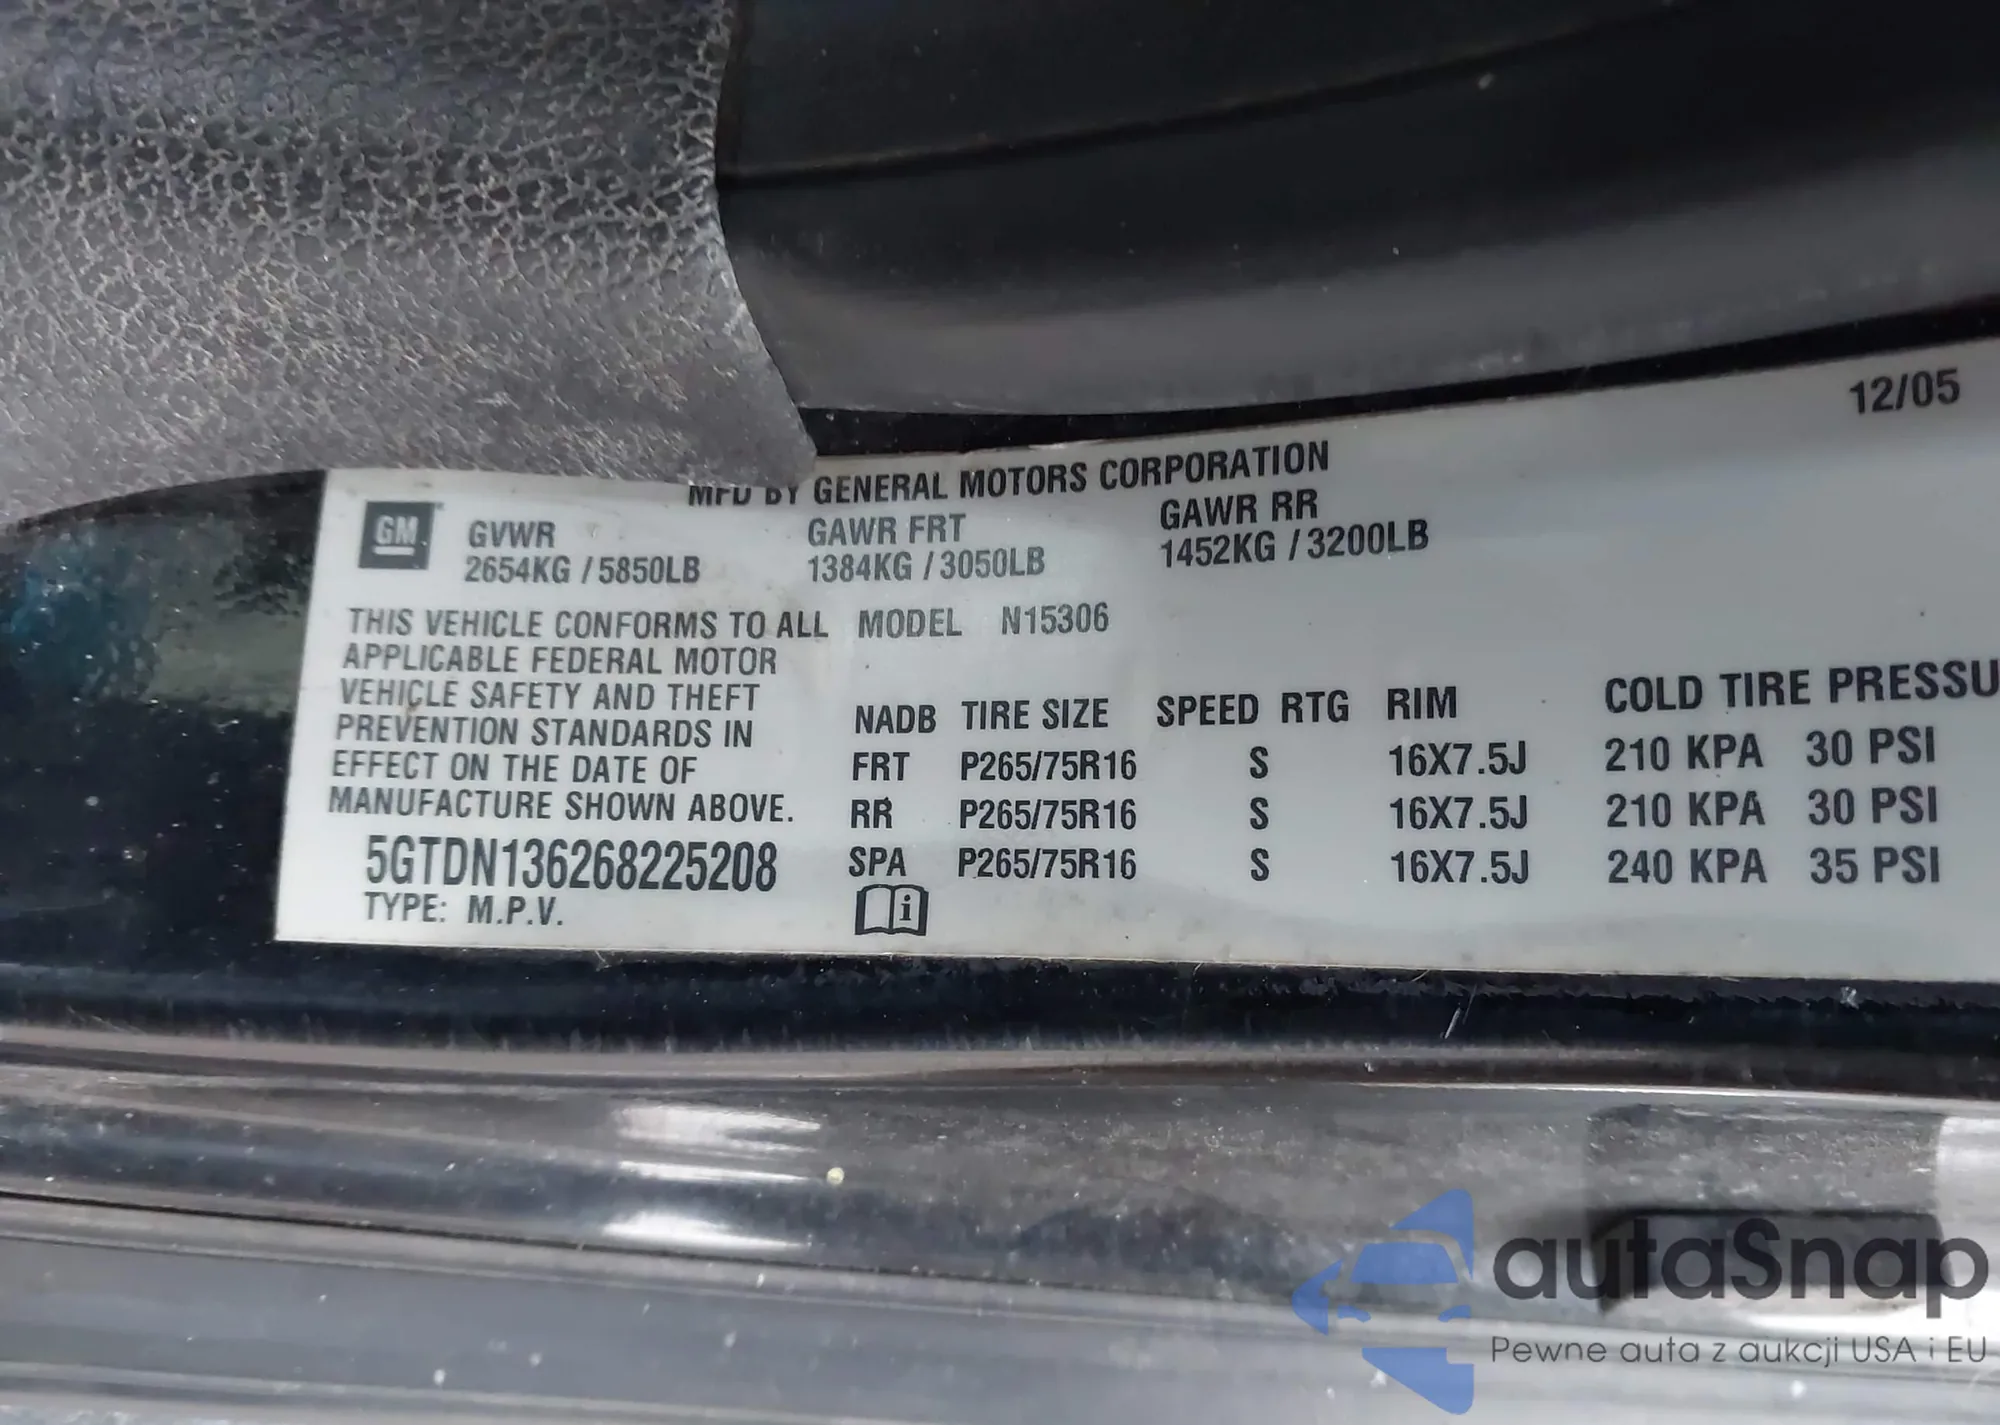 12/05
MFD BY GENERAL MOTORS CORPORATION
GM
GVWR GAWR FRT GAWR RR
2654KG / 5850LB 1384KG / 3050LB 1452KG / 3200LB
THIS VEHICLE CONFORMS TO ALL MODEL N15306
APPLICABLE FEDERAL MOTOR
VEHICLE SAFETY AND THEFT
PREVENTION STANDARDS IN
EFFECT ON THE DATE OF
MANUFACTURE SHOWN ABOVE.
5GTDN136268225208
TYPE: M.P.V.
NADB TIRE SIZE SPEED RTG RIM COLD TIRE PRESSU
FRT P265/75R16 S 16X7.5J 210 KPA 30 PSI
RR P265/75R16 S 16X7.5J 210 KPA 30 PSI
SPA P265/75R16 S 16X7.5J 240 KPA 35 PSI
i
autaSnap
Pewne auta z aukcji USA i EU